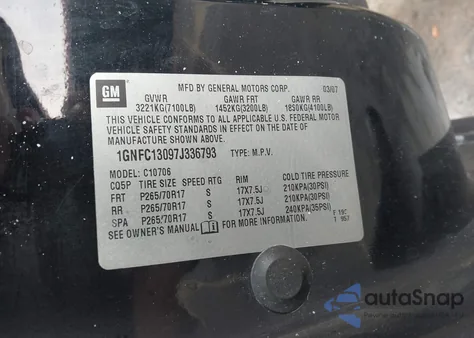 GM
MFD BY GENERAL MOTORS CORP. 03/07
GVWR GAWR FRT GAWR RR
3221KG(7100LB) 1452KG(3200LB) 1850KG(4100LB)
THIS VEHICLE CONFORMS TO ALL APPLICABLE U.S. FEDERAL MOTOR
VEHICLE SAFETY STANDARDS IN EFFECT ON THE DATE OF
MANUFACTURE SHOWN ABOVE.
1GNFC13097J336793 TYPE: M.P.V.
MODEL: C10706
CQ5P TIRE SIZE SPEED RTG RIM COLD TIRE PRESSURE
FRT P265/70R17 S 17X7.5J 210KPA(30PSI)
RR P265/70R17 S 17X7.5J 210KPA(30PSI)
SPA P265/70R17 S 17X7.5J 240KPA(35PSI)
SEE OWNER'S MANUAL FOR ADDITIONAL INFORMATION.
autoSnap